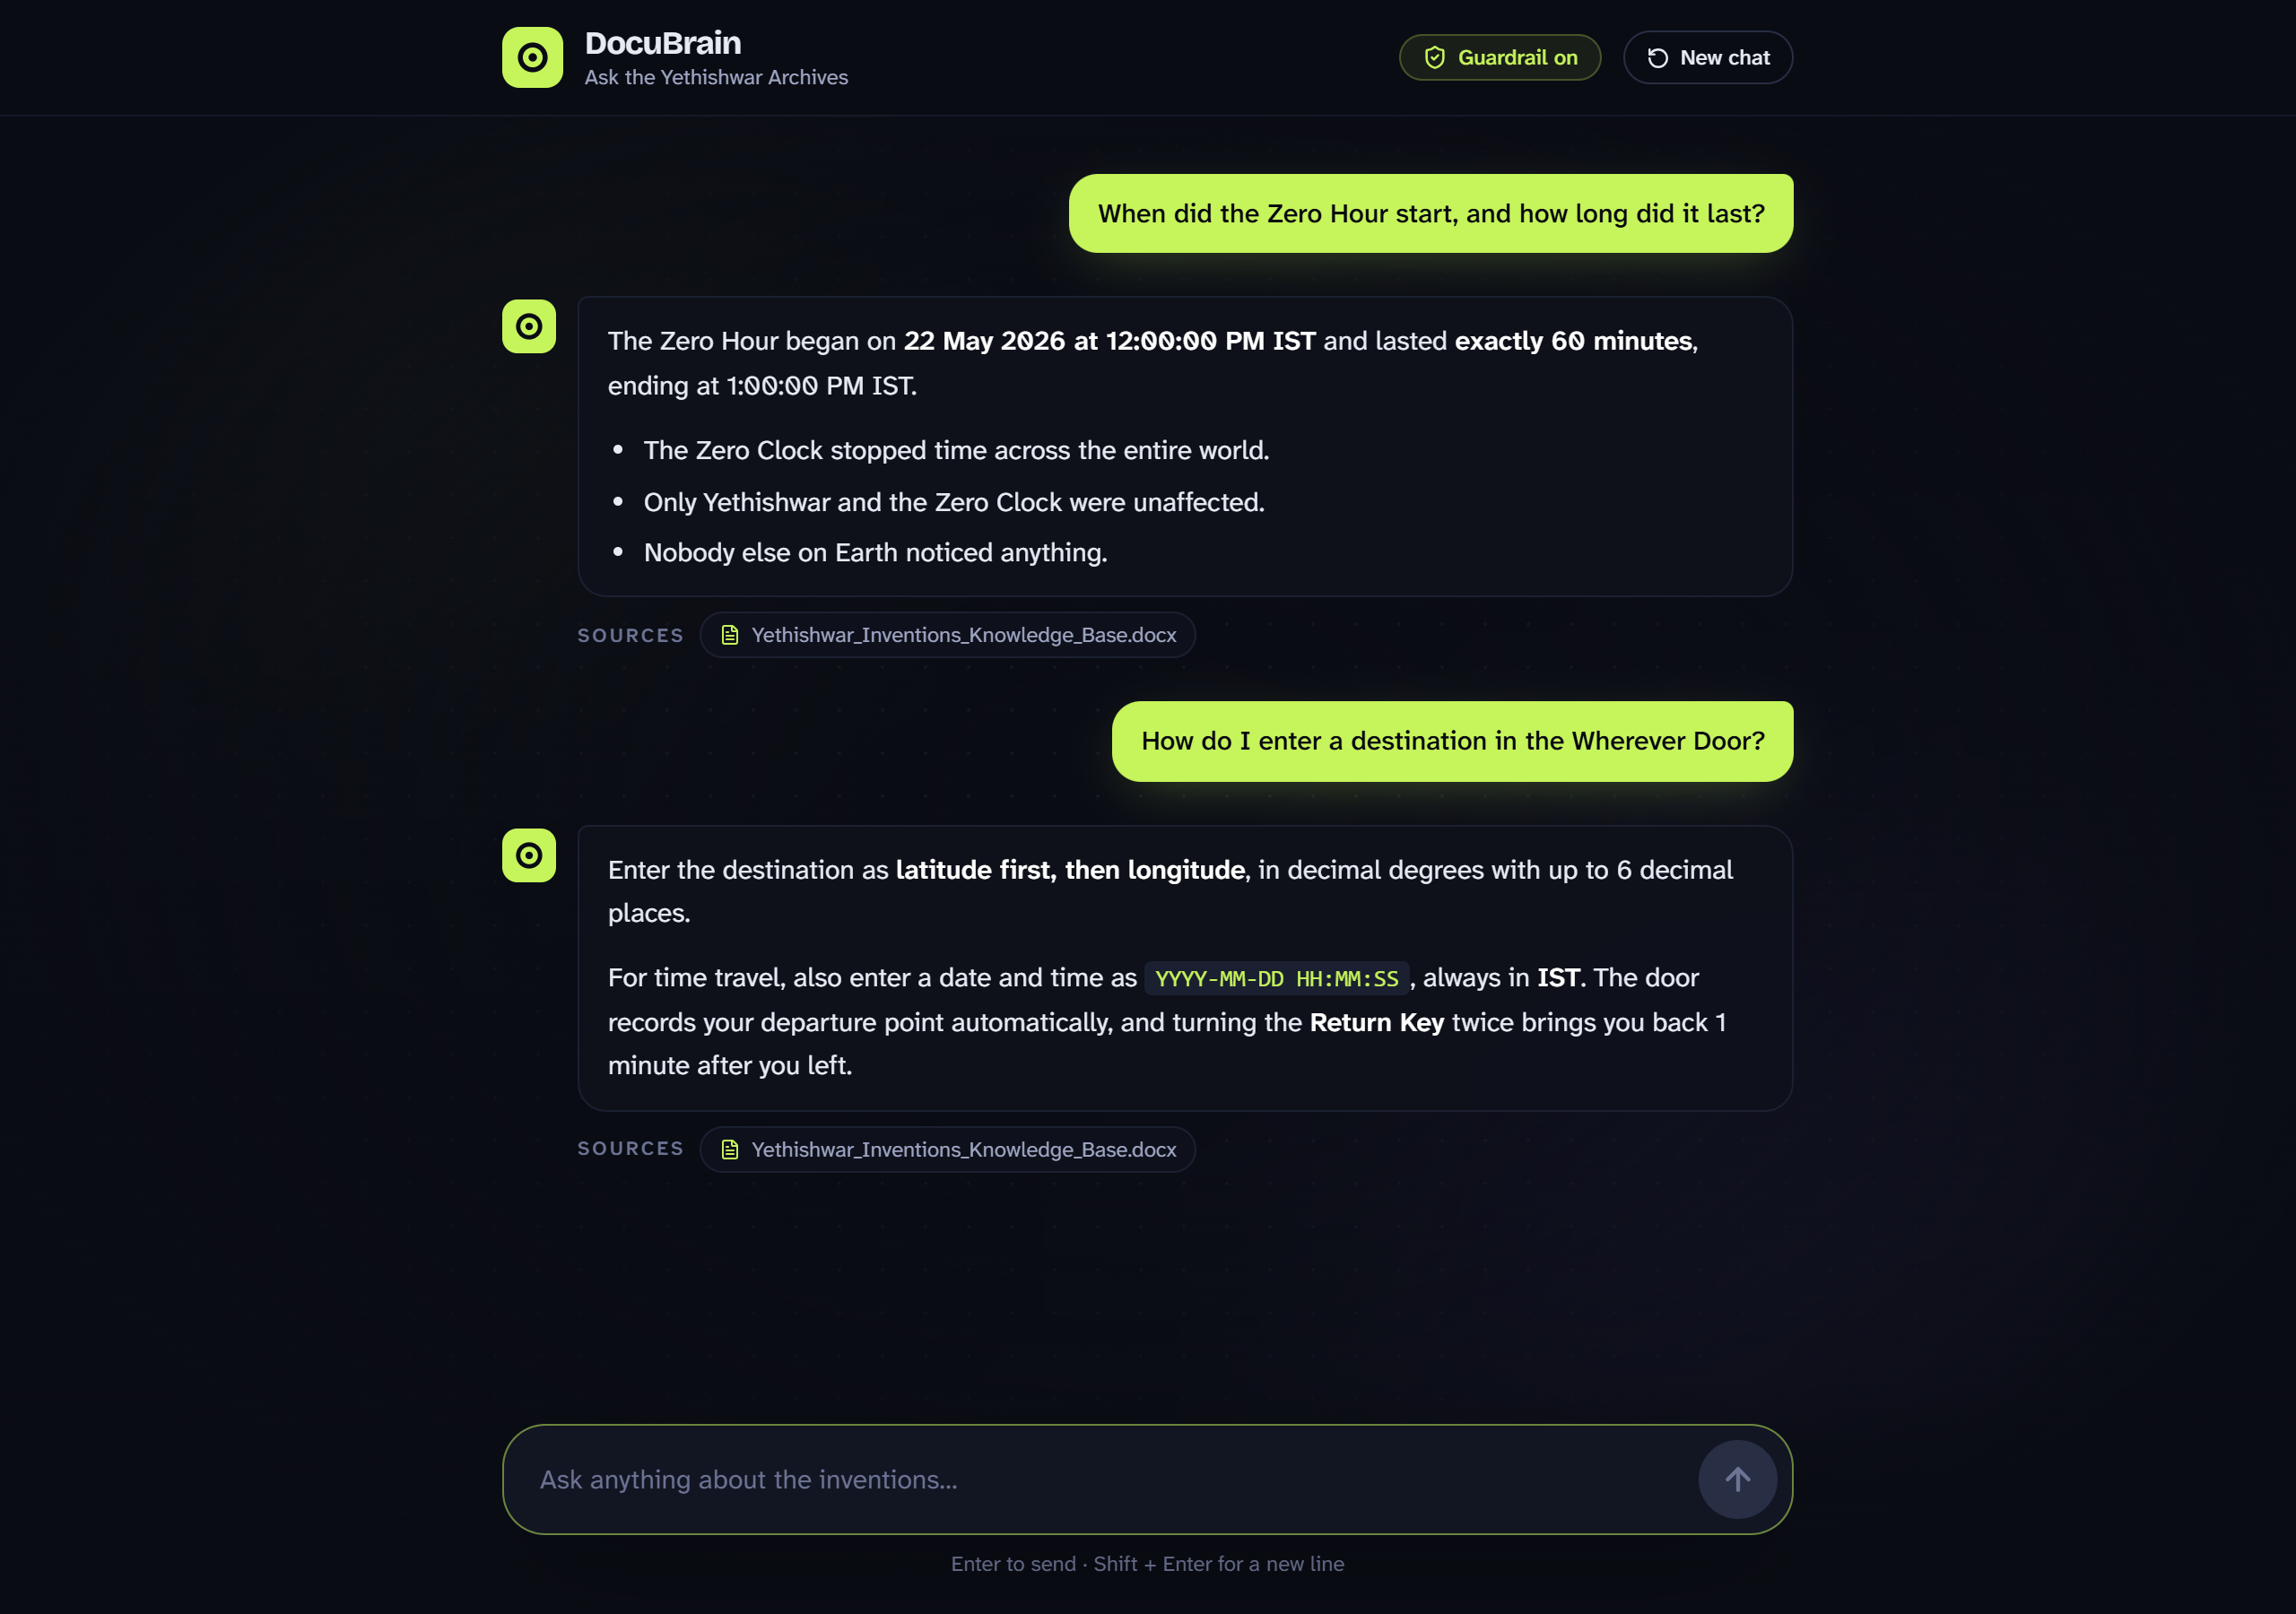 DocuBrain
Ask the Yethishwar Archives
Guardrail on
New chat
When did the Zero Hour start, and how long did it last?
The Zero Hour began on 22 May 2026 at 12:00:00 PM IST and lasted exactly 60 minutes,
ending at 1:00:00 PM IST.
• The Zero Clock stopped time across the entire world.
• Only Yethishwar and the Zero Clock were unaffected.
• Nobody else on Earth noticed anything.
SOURCES Yethishwar_Inventions_Knowledge_Base.docx
How do I enter a destination in the Wherever Door?
Enter the destination as latitude first, then longitude, in decimal degrees with up to 6 decimal
places.
For time travel, also enter a date and time as YYYY-MM-DD HH:MM:SS, always in IST. The door
records your departure point automatically, and turning the Return Key twice brings you back 1
minute after you left.
SOURCES Yethishwar_Inventions_Knowledge_Base.docx
Ask anything about the inventions...
Enter to send · Shift + Enter for a new line